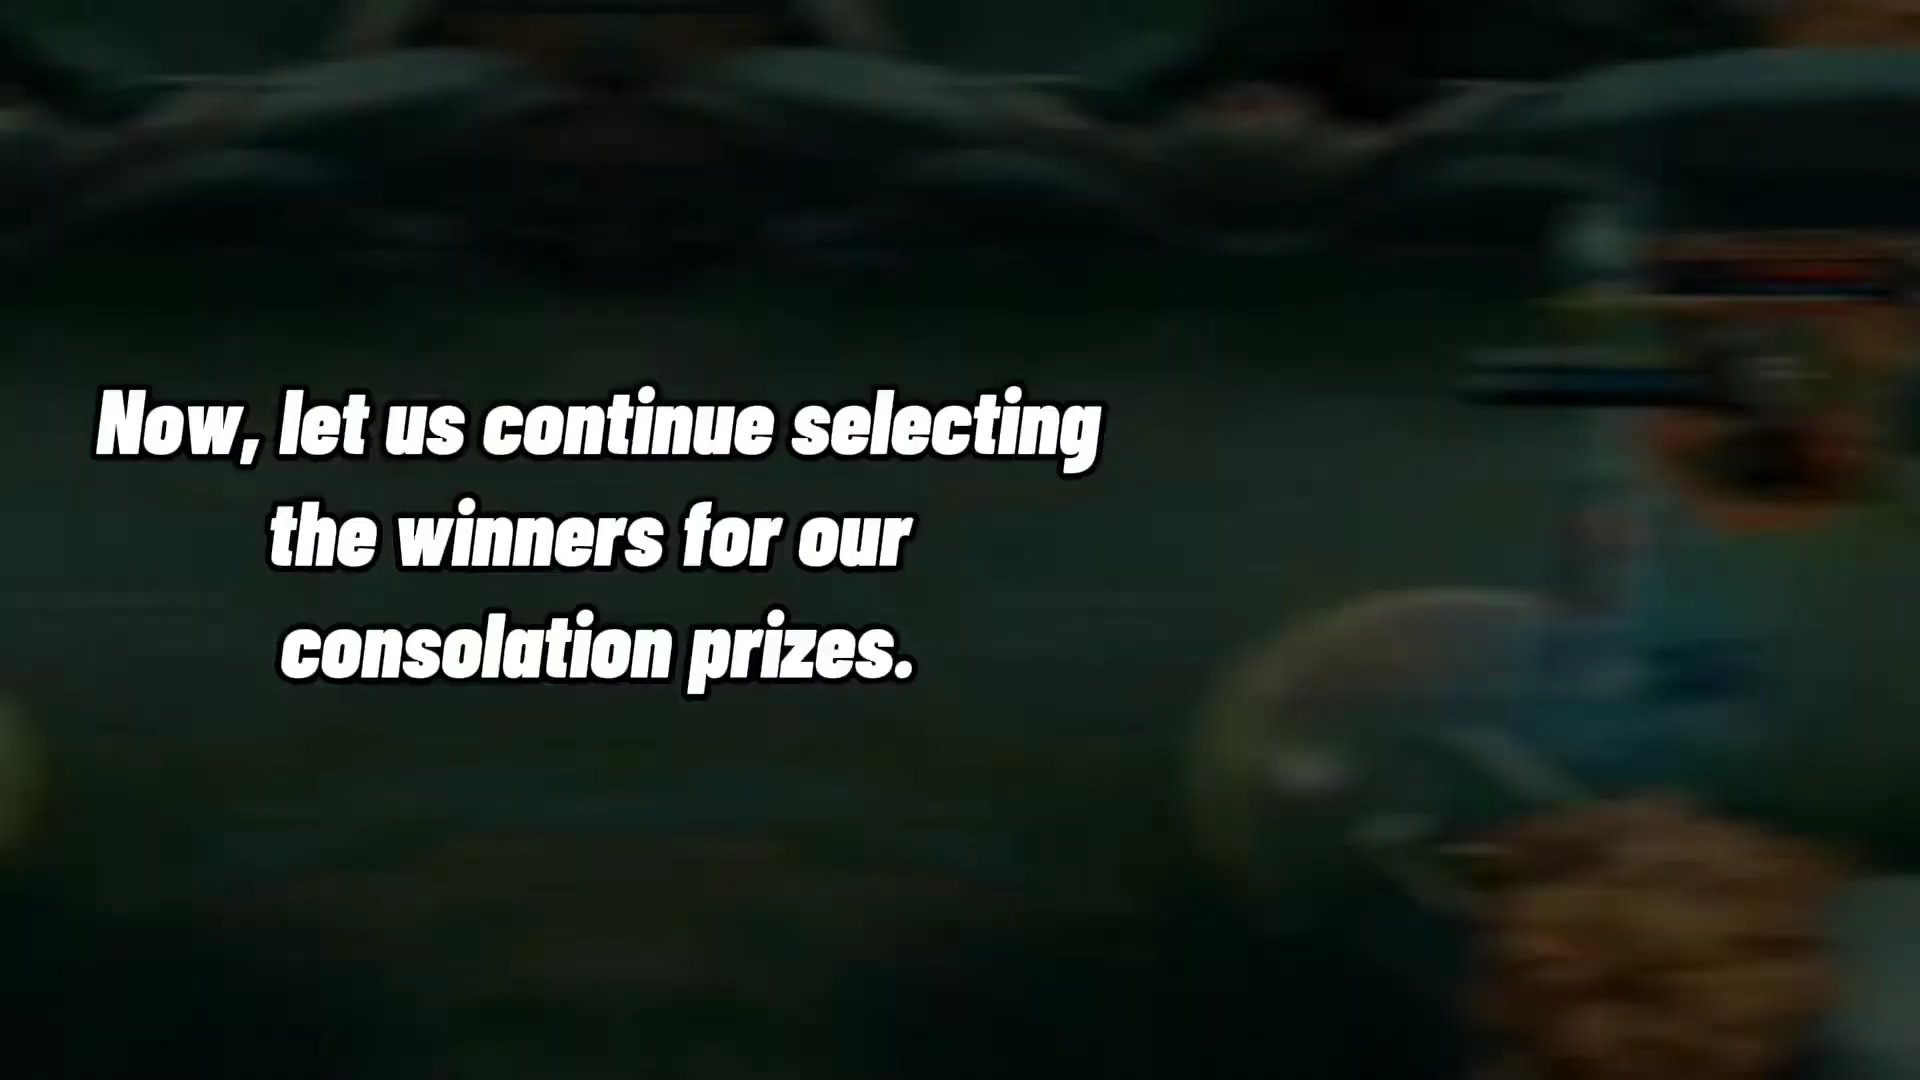 Now, let us continue selecting
the winners for our
consolation prizes.